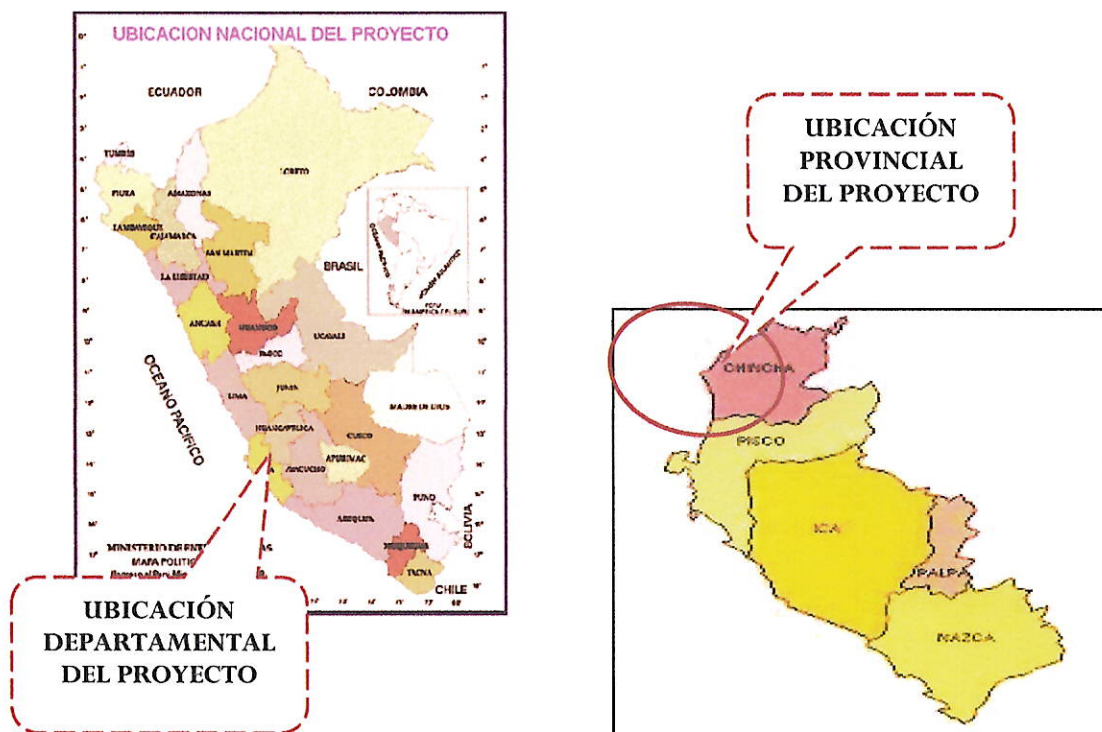 UBICACION NACIONAL DEL PROYECTO
ECUADOR
COLOMBIA
TUMBES
PIURA
AMAZONAS
LORETO
LAMBAYEQUE
CAJAMARCA
SAN MARTIN
BRASIL
LA LIBERTAD
ANCASH
HUANUCO
UCAYALI
PASCO
OCEANO PACIFICO
LIMA
JUNIN
MADRE DE DIOS
HUANCAVELICA
CUSCO
AYACUCHO
APURIMAC
PUNO
AREQUIPA
BOLIVIA
MOQUEGUA
TACNA
CHILE
MINISTERIO DE
MAPA POLITIC
UBICACIÓN
DEPARTAMENTAL
DEL PROYECTO
UBICACIÓN
PROVINCIAL
DEL PROYECTO
CHINCHA
PISCO
ICA
PALPA
NAZCA